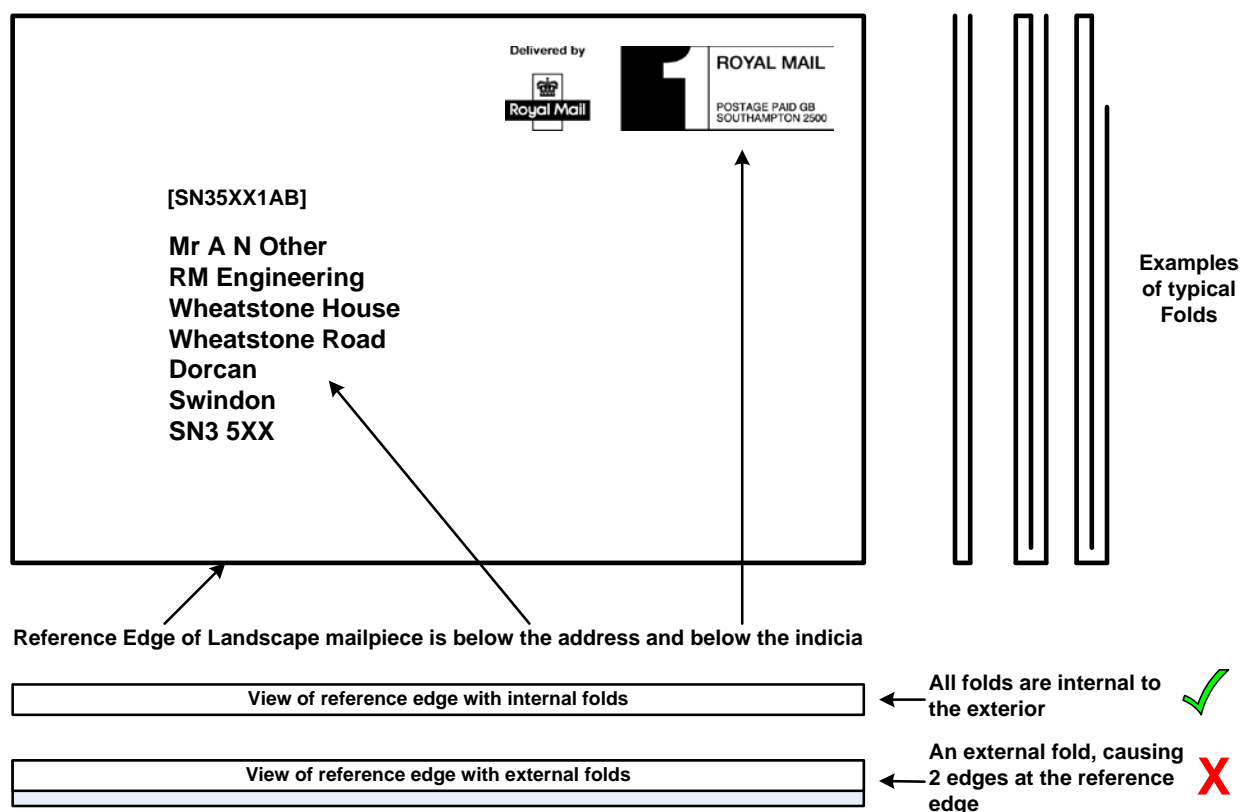 Delivered by
Royal Mail
1
ROYAL MAIL
POSTAGE PAID GB
SOUTHAMPTON 2500
[SN35XX1AB]
Mr A N Other
RM Engineering
Wheatstone House
Wheatstone Road
Dorcan
Swindon
SN3 5XX
Examples
of typical
Folds
Reference Edge of Landscape mailpiece is below the address and below the indicia
View of reference edge with internal folds
All folds are internal to
the exterior
View of reference edge with external folds
An external fold, causing
2 edges at the reference
edge
X